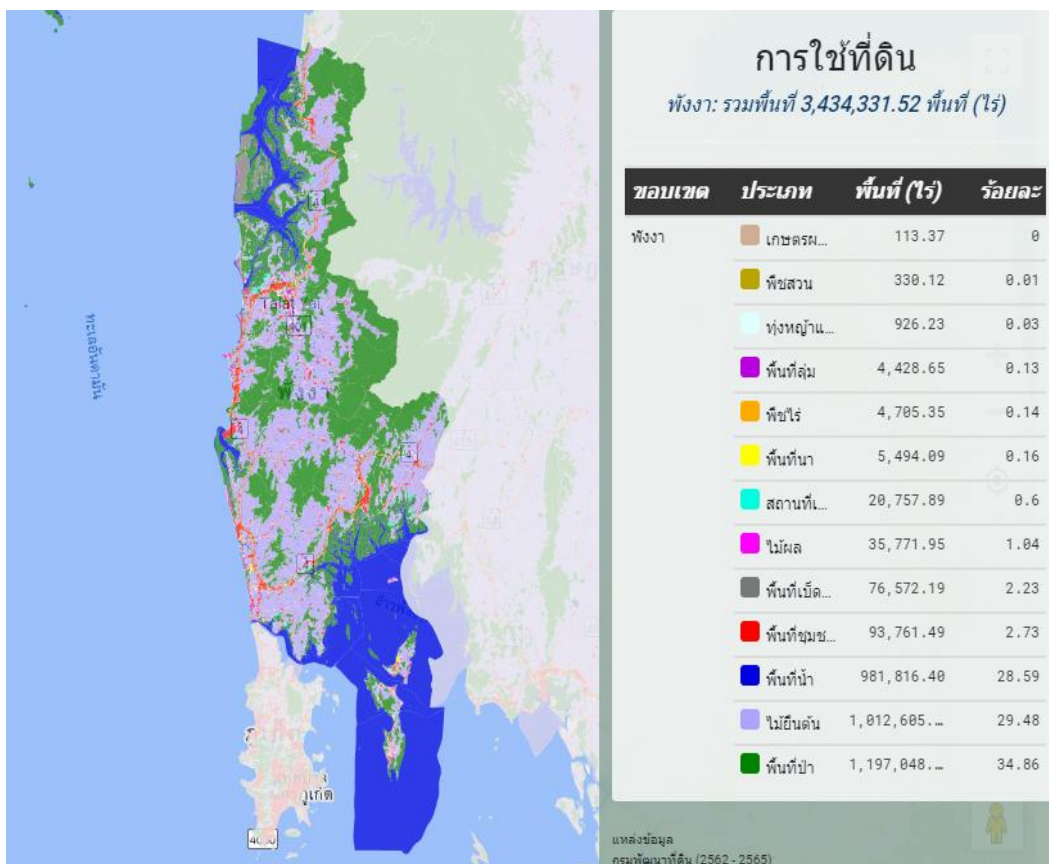 การใช้ที่ดิน
พังงา: รวมพื้นที่ 3,434,331.52 พื้นที่ (ไร่)
ขอบเขต ประเภท พื้นที่ (ไร่) ร้อยละ
พังงา เกษตรผ... 113.37 0
พืชสวน 330.12 0.01
ทุ่งหญ้าแ... 926.23 0.03
พื้นที่ลุ่ม 4,428.65 0.13
พืชไร่ 4,705.35 0.14
พื้นที่นา 5,494.09 0.16
สถานที่เ... 20,757.89 0.6
ไม้ผล 35,771.95 1.04
พื้นที่เบ็ด... 76,572.19 2.23
พื้นที่ชุมช... 93,761.49 2.73
พื้นที่น้ำ 981,816.40 28.59
ไม้ยืนต้น 1,012,605.... 29.48
พื้นที่ป่า 1,197,048.... 34.86
แหล่งข้อมูล
กรมพัฒนาที่ดิน (2562 - 2565)
4
Talat Yai
401
พังงา
ทะเลอันดามัน
4
4
4